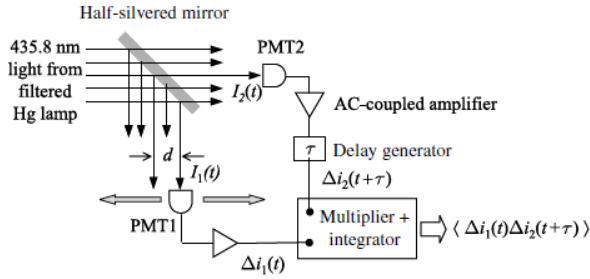 Half-silvered mirror
435.8 nm
light from
filtered
Hg lamp
PMT2
I₂(t)
AC-coupled amplifier
τ
Delay generator
d
I₁(t)
Δi₂(t+τ)
PMT1
Multiplier +
integrator
⟨ Δi₁(t)Δi₂(t+τ) ⟩
Δi₁(t)